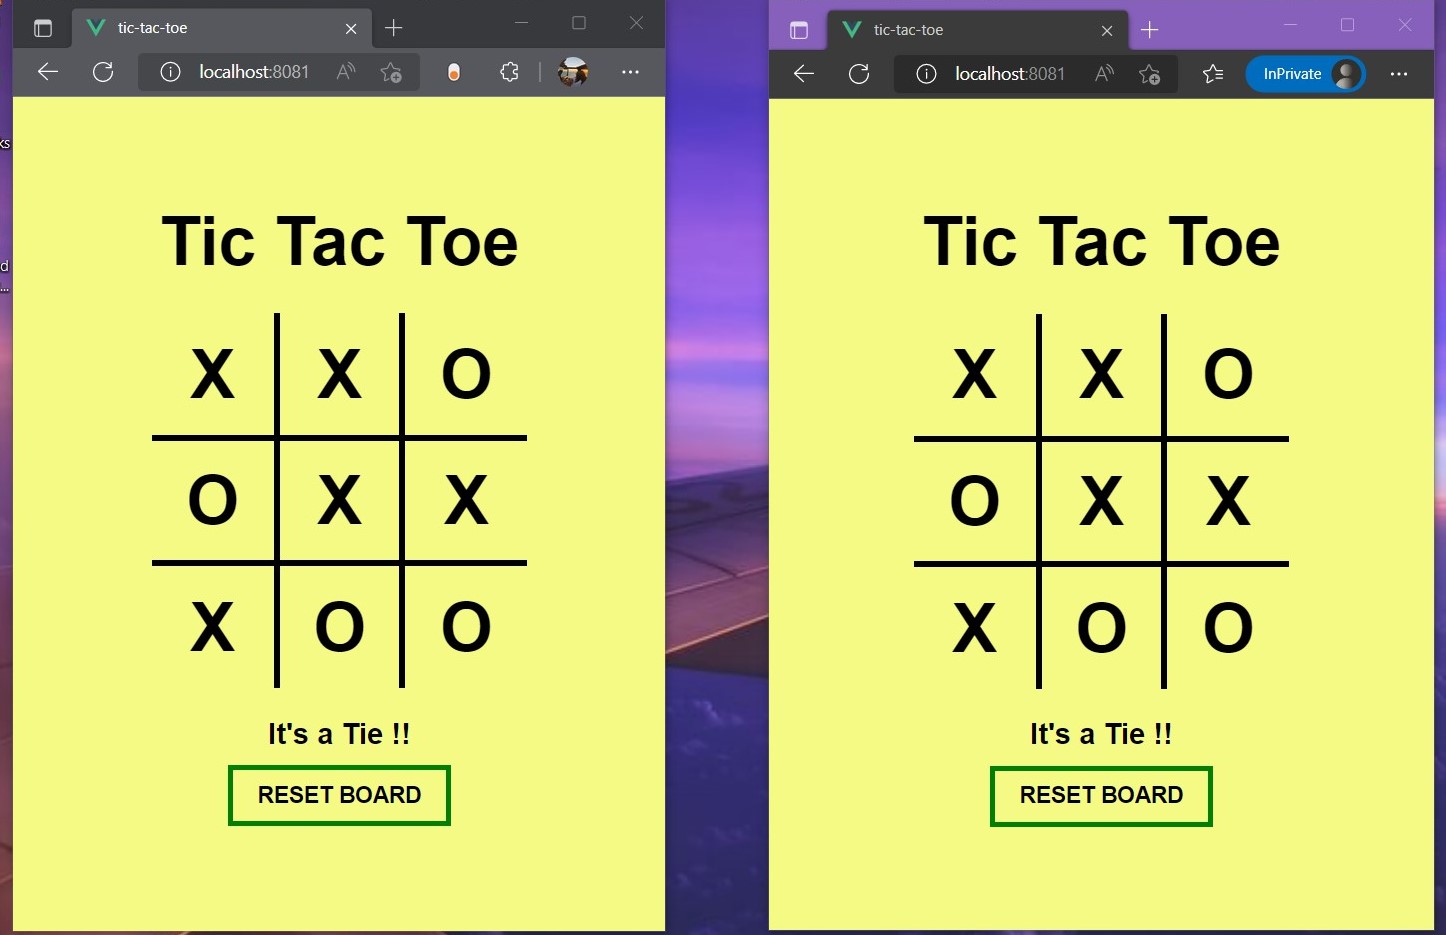 tic-tac-toe
localhost:8081
Tic Tac Toe
X X O
O X X
X O O
It's a Tie !!
RESET BOARD
tic-tac-toe
localhost:8081
InPrivate
Tic Tac Toe
X X O
O X X
X O O
It's a Tie !!
RESET BOARD
ks
d
...